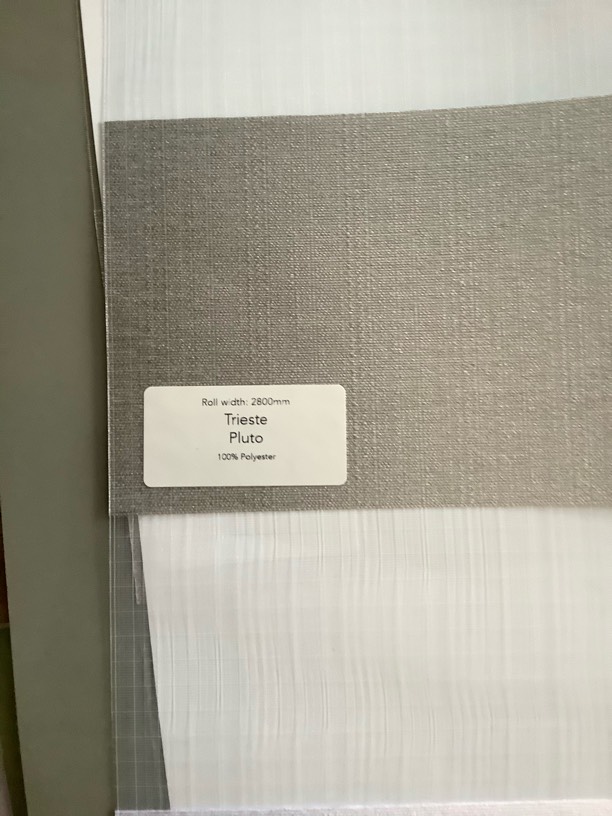 Roll width: 2800mm
Trieste
Pluto
100% Polyester